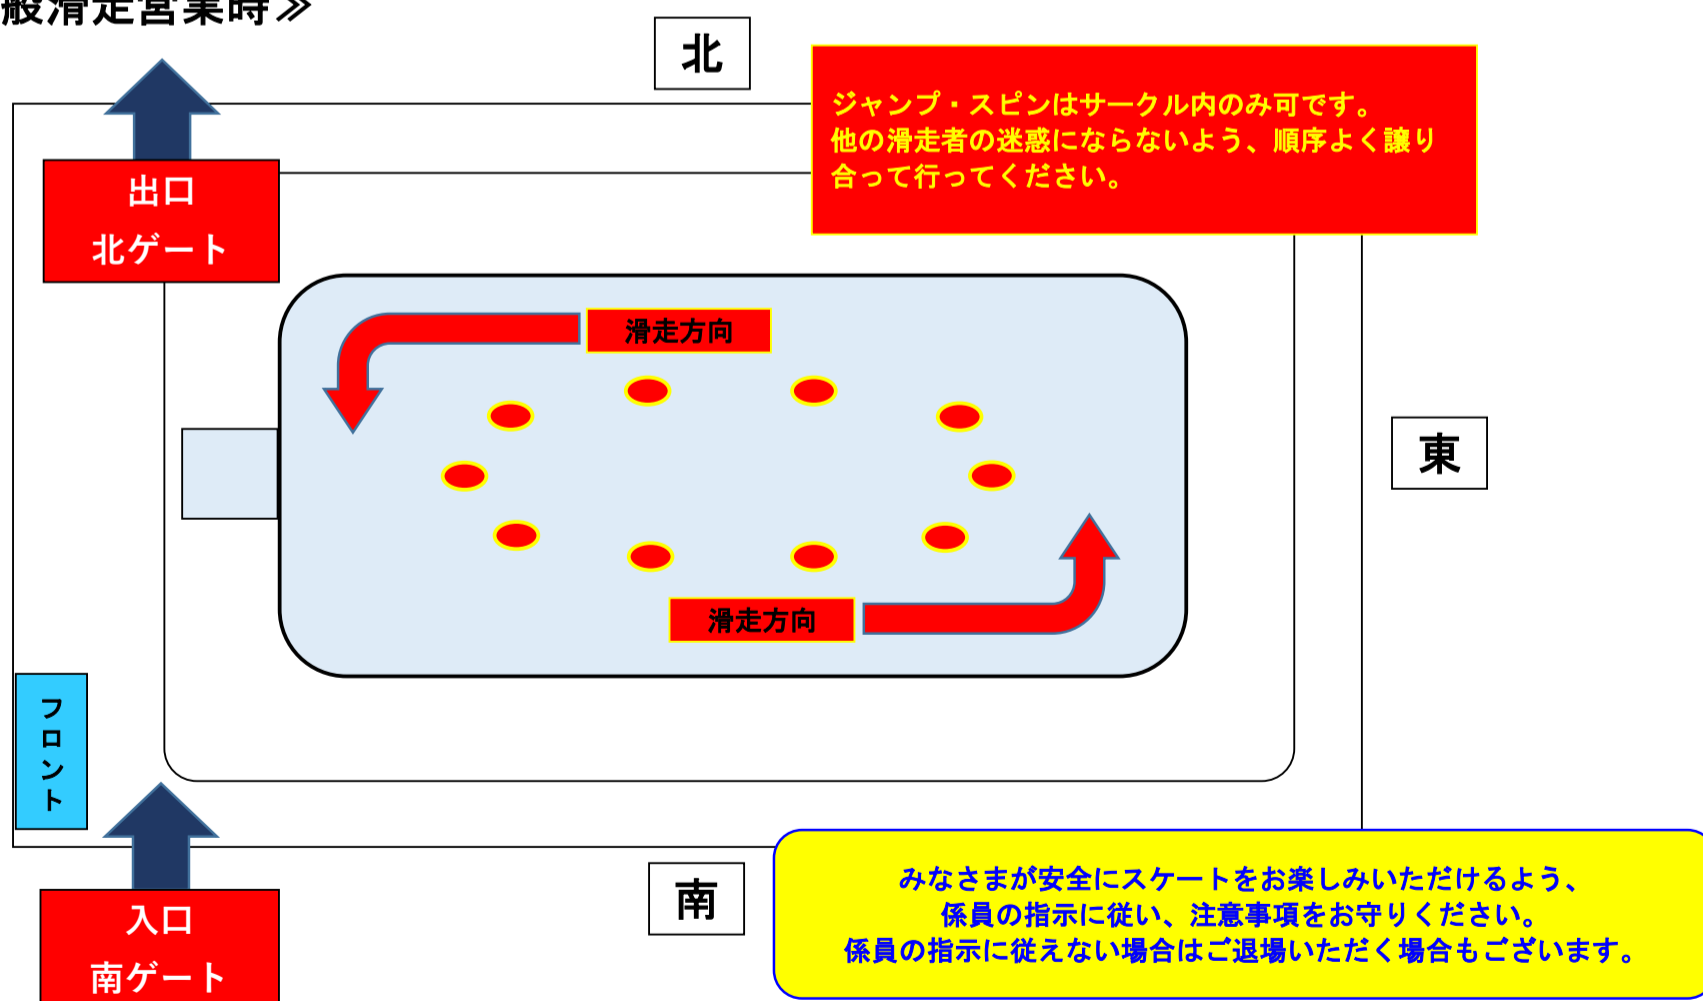 般滑走営業時≫
北
ジャンプ・スピンはサークル内のみ可です。
他の滑走者の迷惑にならないよう、順序よく譲り
合って行ってください。
出口
北ゲート
滑走方向
東
滑走方向
フロント
南
みなさまが安全にスケートをお楽しみいただけるよう、
係員の指示に従い、注意事項をお守りください。
係員の指示に従えない場合はご退場いただく場合もございます。
入口
南ゲート